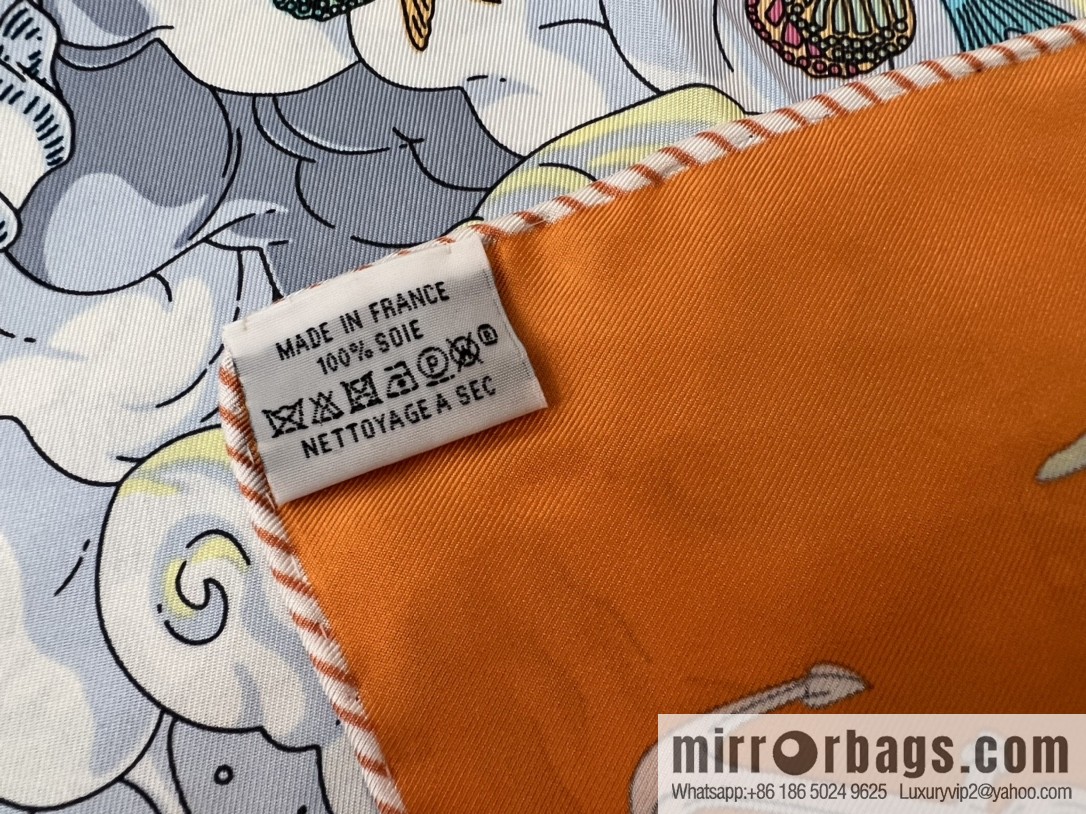 MADE IN FRANCE
100% SOIE
P
NETTOYAGE A SEC
mirrorbags.com
Whatsapp:+86 186 5024 9625 Luxuryvip2@yahoo.com